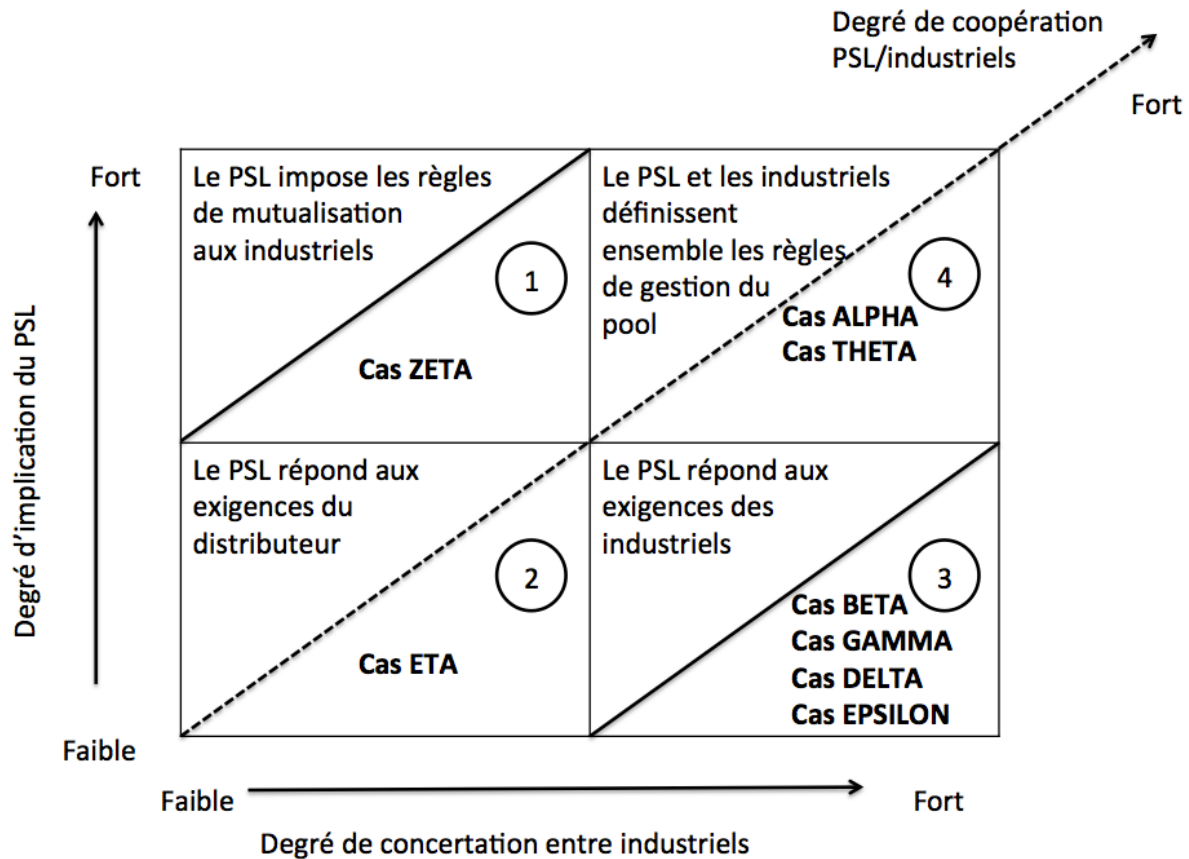 Degré de coopération
PSL/industriels
Fort
Fort
Le PSL impose les règles
de mutualisation
aux industriels
1
Cas ZETA
Le PSL et les industriels
définissent
ensemble les règles
de gestion du
pool
4
Cas ALPHA
Cas THETA
Degré d'implication du PSL
Le PSL répond aux
exigences du
distributeur
2
Cas ETA
Le PSL répond aux
exigences des
industriels
3
Cas BETA
Cas GAMMA
Cas DELTA
Cas EPSILON
Faible
Faible
Fort
Degré de concertation entre industriels